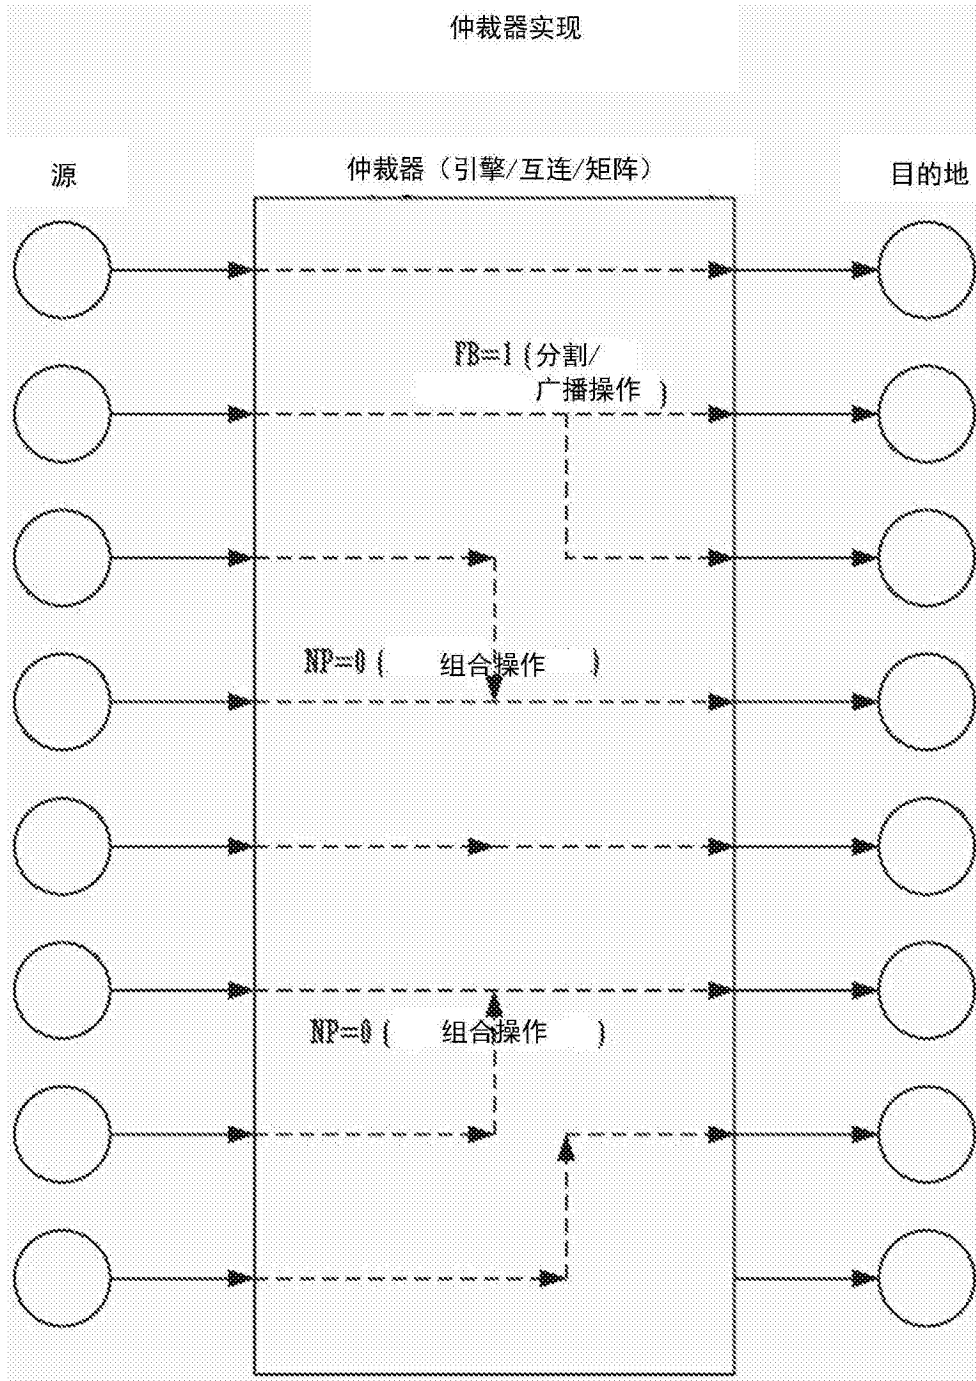 仲裁器实现
源
仲裁器（引擎/互连/矩阵）
目的地
FB=1 (分割/
广播操作 )
NP=0 ( 组合操作 )
NP=0 ( 组合操作 )